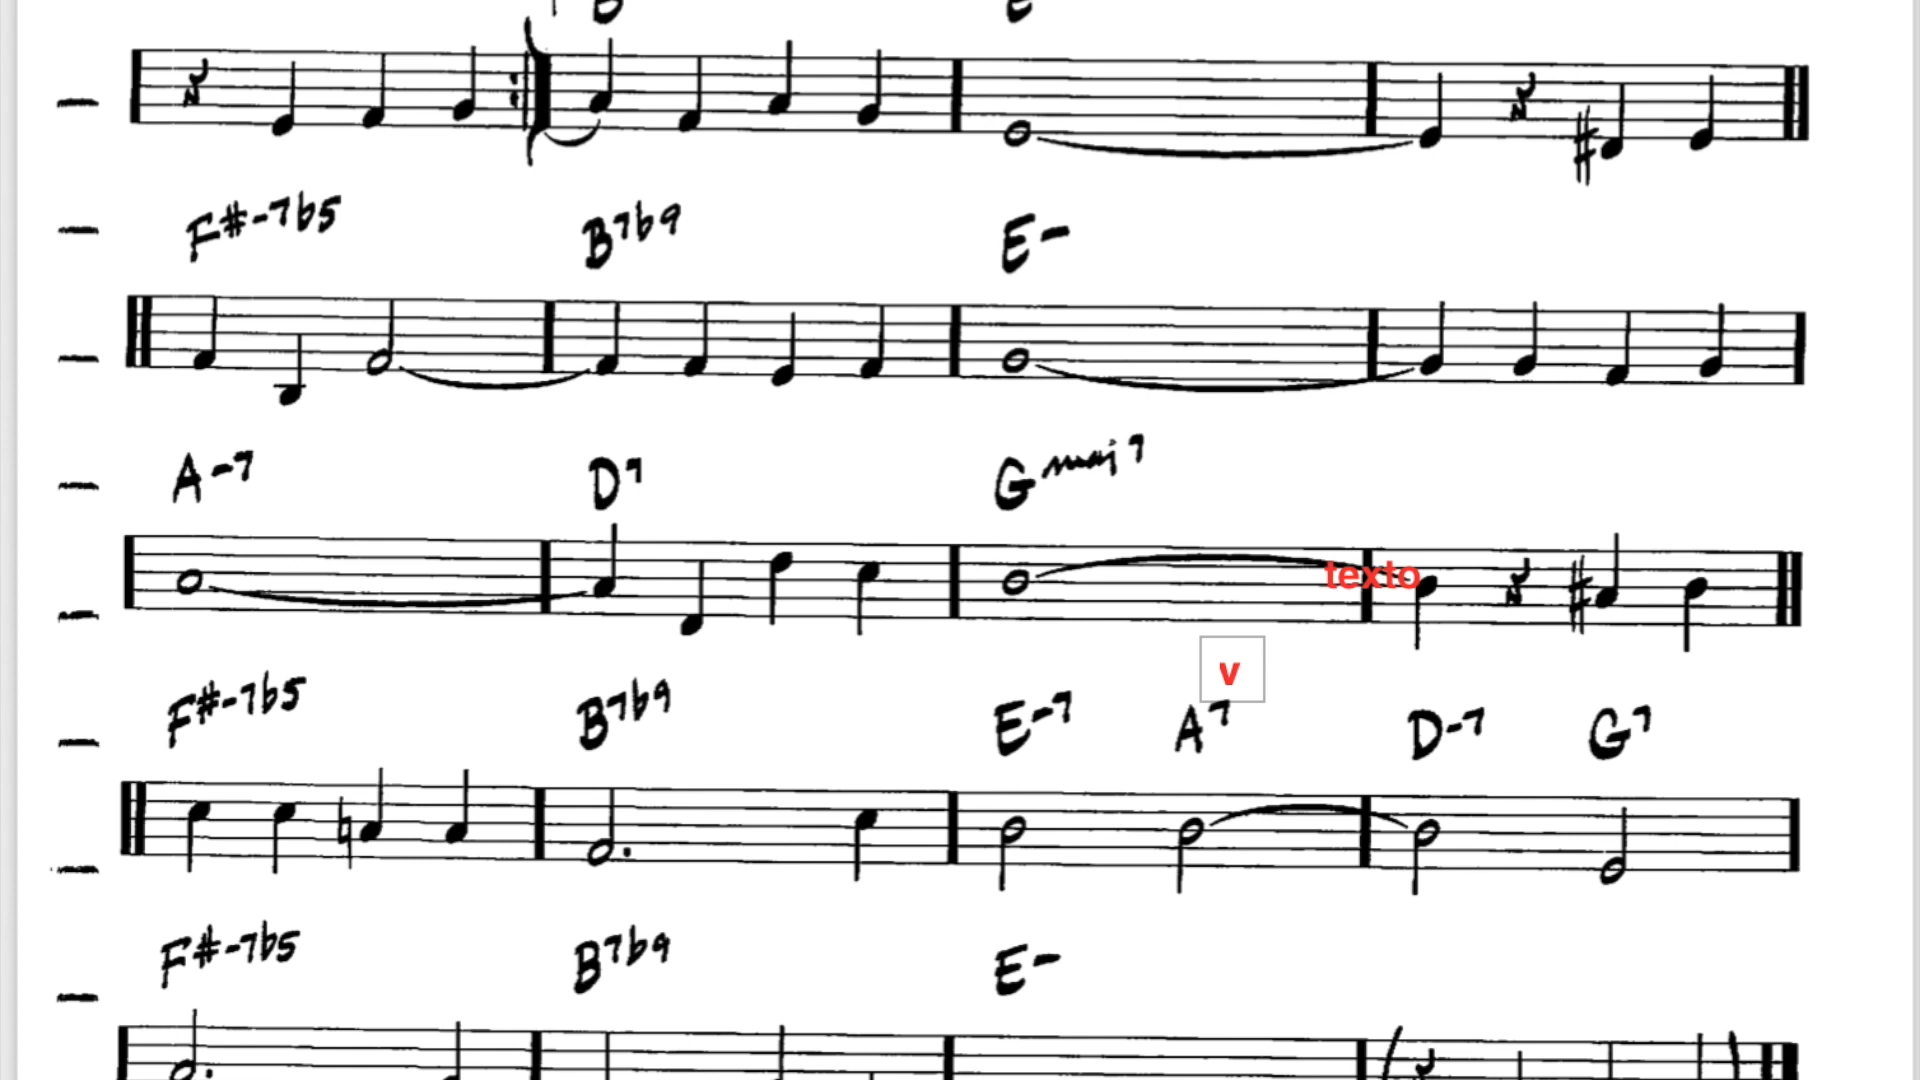 B E
F#-7b5 B7b9 E-
A-7 D7 Gmaj7
texto
v
F#-7b5 B7b9 E-7 A7 D-7 G7
F#-7b5 B7b9 E-